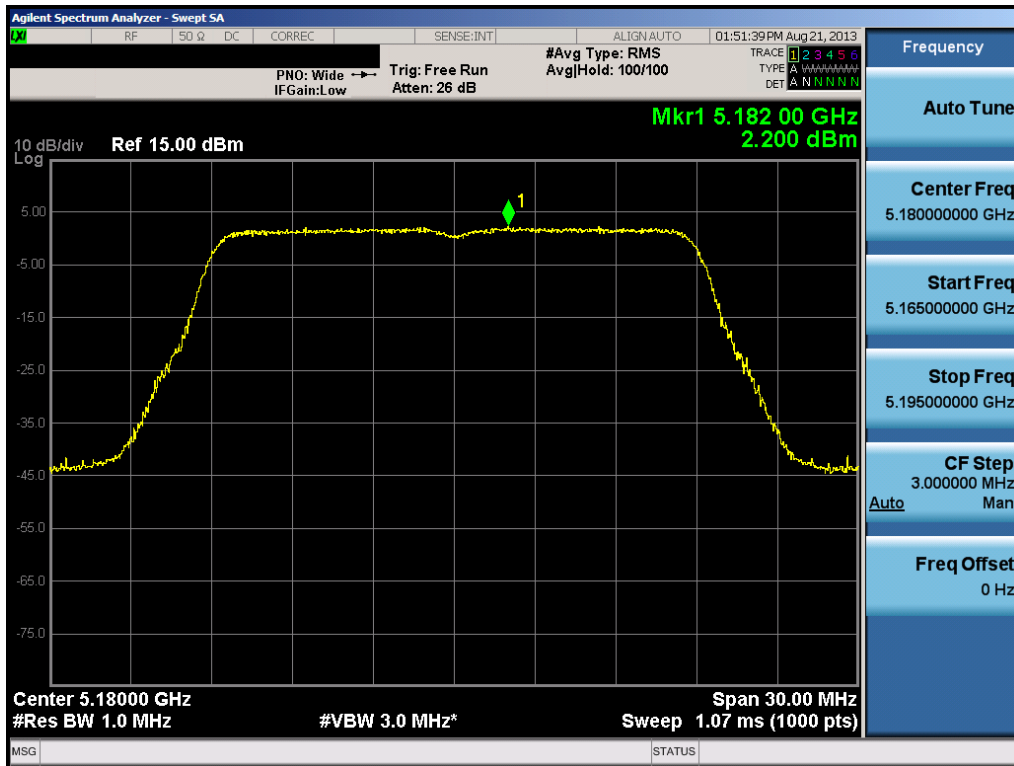 Agilent Spectrum Analyzer - Swept SA
LXI RF 50 Ω DC CORREC SENSE:INT ALIGN AUTO 01:51:39 PM Aug 21, 2013
#Avg Type: RMS TRACE 1 2 3 4 5 6
PNO: Wide Trig: Free Run Avg|Hold: 100/100 TYPE A WWWWW
IFGain:Low Atten: 26 dB DET A N N N N N
Mkr1 5.182 00 GHz
2.200 dBm
10 dB/div Ref 15.00 dBm
Log
1
5.00
-5.00
-15.0
-25.0
-35.0
-45.0
-55.0
-65.0
-75.0
Center 5.18000 GHz Span 30.00 MHz
#Res BW 1.0 MHz #VBW 3.0 MHz* Sweep 1.07 ms (1000 pts)
MSG STATUS
Frequency
Auto Tune
Center Freq
5.180000000 GHz
Start Freq
5.165000000 GHz
Stop Freq
5.195000000 GHz
CF Step
3.000000 MHz
Auto Man
Freq Offset
0 Hz